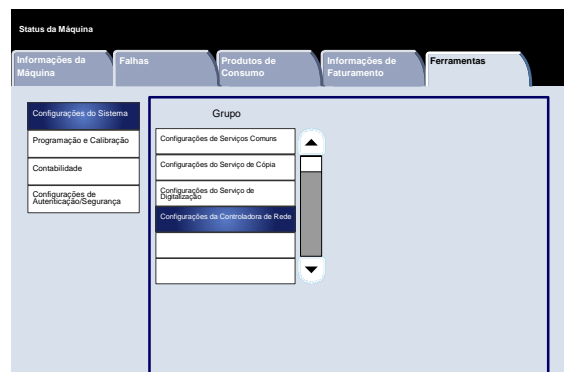 Status da Máquina
Informações da
Máquina
Falhas
Produtos de
Consumo
Informações de
Faturamento
Ferramentas
Configurações do Sistema
Programação e Calibração
Contabilidade
Configurações de
Autenticação/Segurança
Grupo
Configurações de Serviços Comuns
Configurações do Serviço de Cópia
Configurações do Serviço de
Digitalização
Configurações da Controladora de Rede